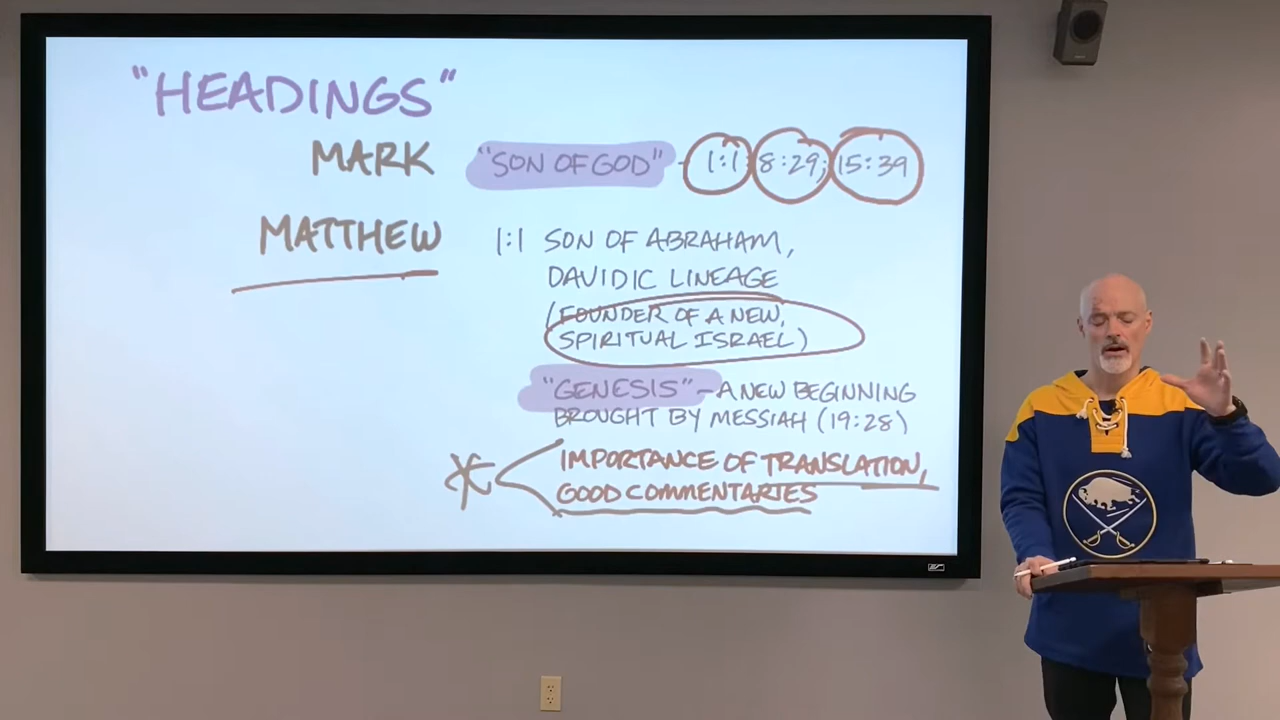 "HEADINGS"
MARK "SON OF GOD" - 1:1; 8:29; 15:39
MATTHEW 1:1 SON OF ABRAHAM,
DAVIDIC LINEAGE
(FOUNDER OF A NEW,
SPIRITUAL ISRAEL)
"GENESIS" - A NEW BEGINNING
BROUGHT BY MESSIAH (19:28)
IMPORTANCE OF TRANSLATION,
GOOD COMMENTARIES